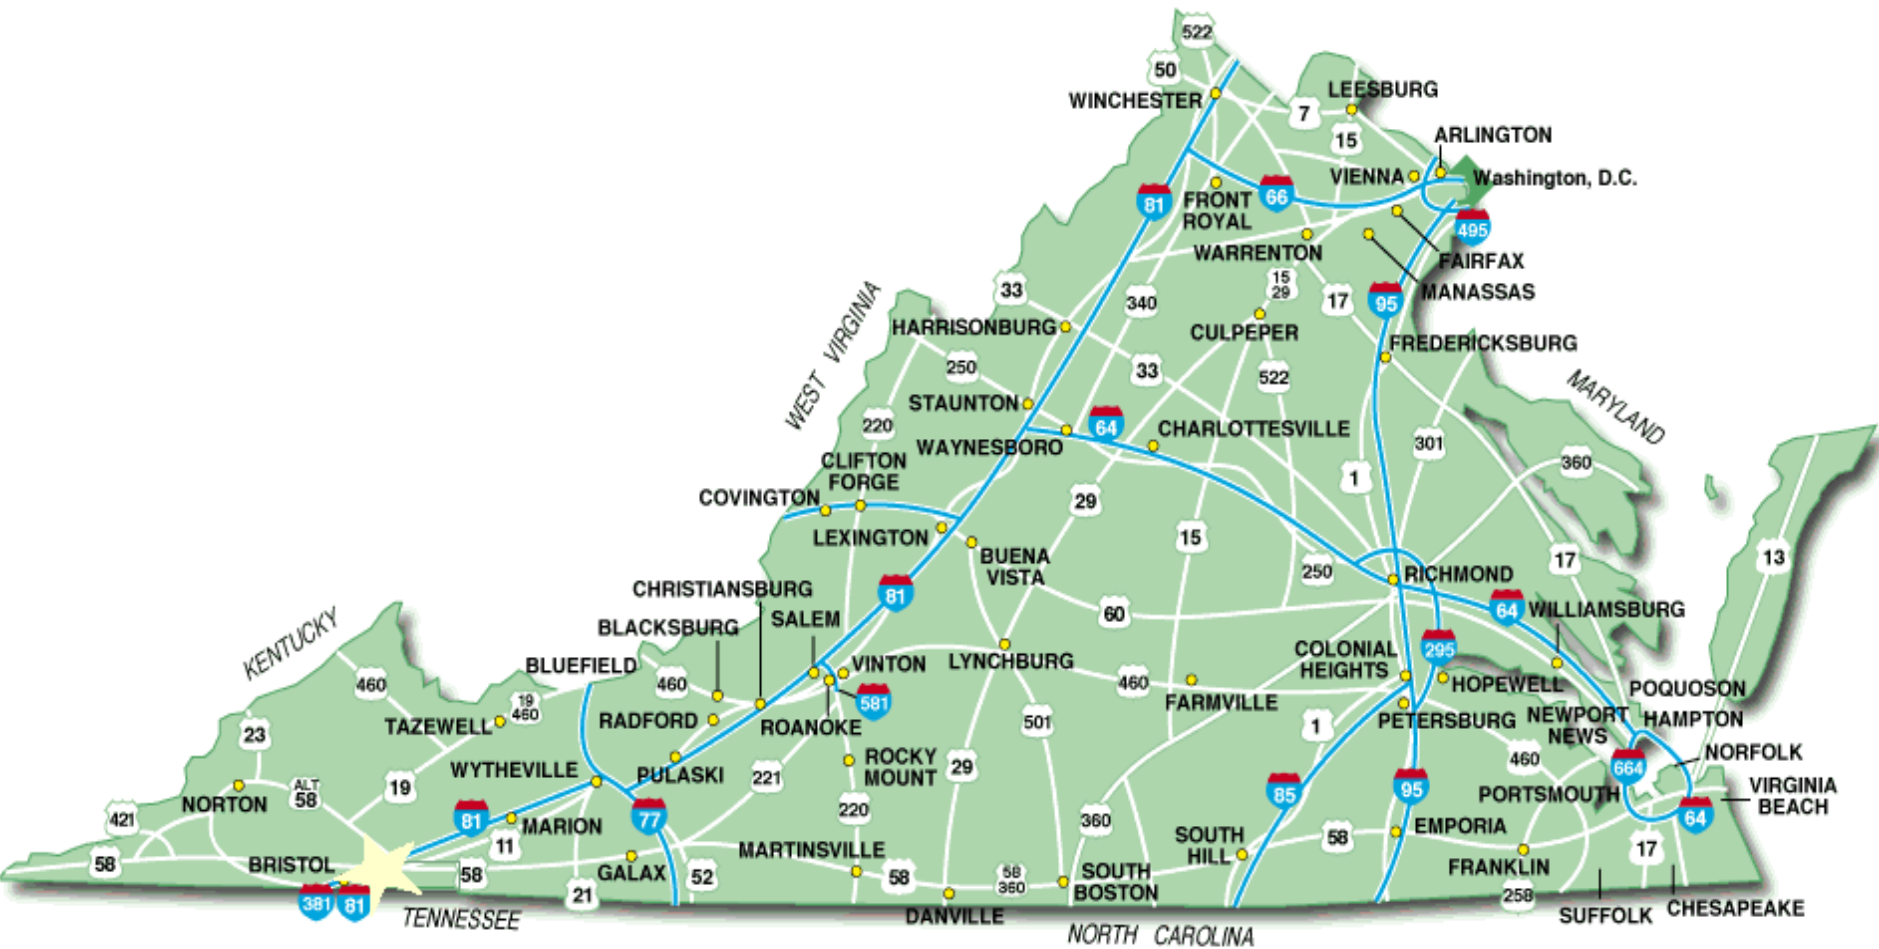 522
50
WINCHESTER
LEESBURG
7
15
ARLINGTON
VIENNA
Washington, D.C.
81
FRONT
ROYAL
66
495
WARRENTON
FAIRFAX
MANASSAS
33
340
15
29
17
95
WEST VIRGINIA
HARRISONBURG
CULPEPER
FREDERICKSBURG
250
33
522
MARYLAND
STAUNTON
220
64
CHARLOTTESVILLE
WAYNESBORO
301
360
CLIFTON
FORGE
1
COVINGTON
29
LEXINGTON
15
BUENA
VISTA
17
13
250
RICHMOND
CHRISTIANSBURG
81
60
64
WILLIAMSBURG
SALEM
BLACKSBURG
KENTUCKY
BLUEFIELD
VINTON
LYNCHBURG
COLONIAL
HEIGHTS
295
460
460
460
HOPEWELL
POQUOSON
19
460
581
FARMVILLE
TAZEWELL
RADFORD
ROANOKE
501
1
PETERSBURG
NEWPORT
NEWS
HAMPTON
23
WYTHEVILLE
PULASKI
ROCKY
MOUNT
29
460
NORFOLK
221
664
NORTON
ALT
58
19
85
95
PORTSMOUTH
VIRGINIA
BEACH
421
81
MARION
77
220
360
64
SOUTH
HILL
58
EMPORIA
11
MARTINSVILLE
17
58
BRISTOL
58
GALAX
52
58
58
360
SOUTH
BOSTON
FRANKLIN
381
81
21
258
TENNESSEE
DANVILLE
SUFFOLK
CHESAPEAKE
NORTH CAROLINA